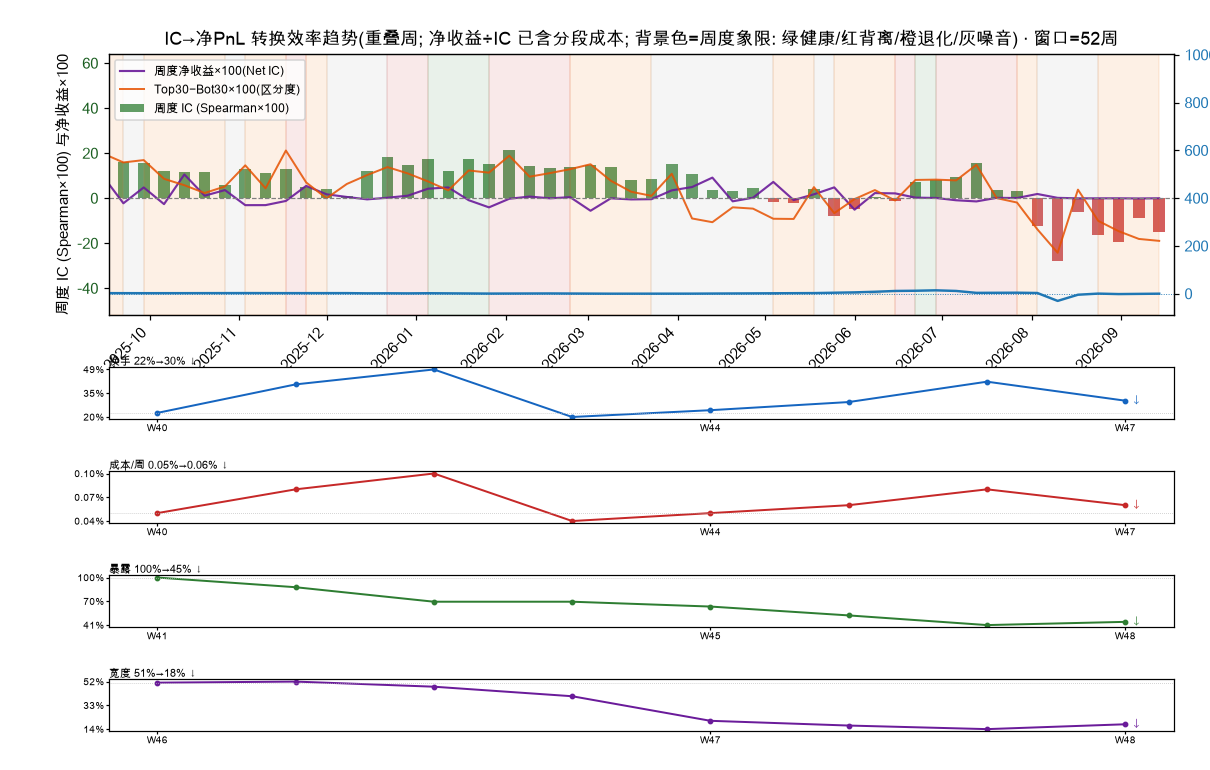 IC→净PnL 转换效率趋势(重叠周; 净收益÷IC 已含分段成本; 背景色=周度象限: 绿健康/红背离/橙退化/灰噪音) · 窗口=52周
周度 IC (Spearman×100) 与净收益×100
60
40
20
0
-20
-40
周度净收益×100(Net IC)
Top30−Bot30×100(区分度)
周度 IC (Spearman×100)
1000
800
600
400
200
0
2025-10
2025-11
2025-12
2026-01
2026-02
2026-03
2026-04
2026-05
2026-06
2026-07
2026-08
2026-09
换手 22%→30% ↓
49%
35%
20%
↓
W40
W44
W47
成本/周 0.05%→0.06% ↓
0.10%
0.07%
0.04%
↓
W40
W44
W47
暴露 100%→45% ↓
100%
70%
41%
↓
W41
W45
W48
宽度 51%→18% ↓
52%
33%
14%
↓
W46
W47
W48